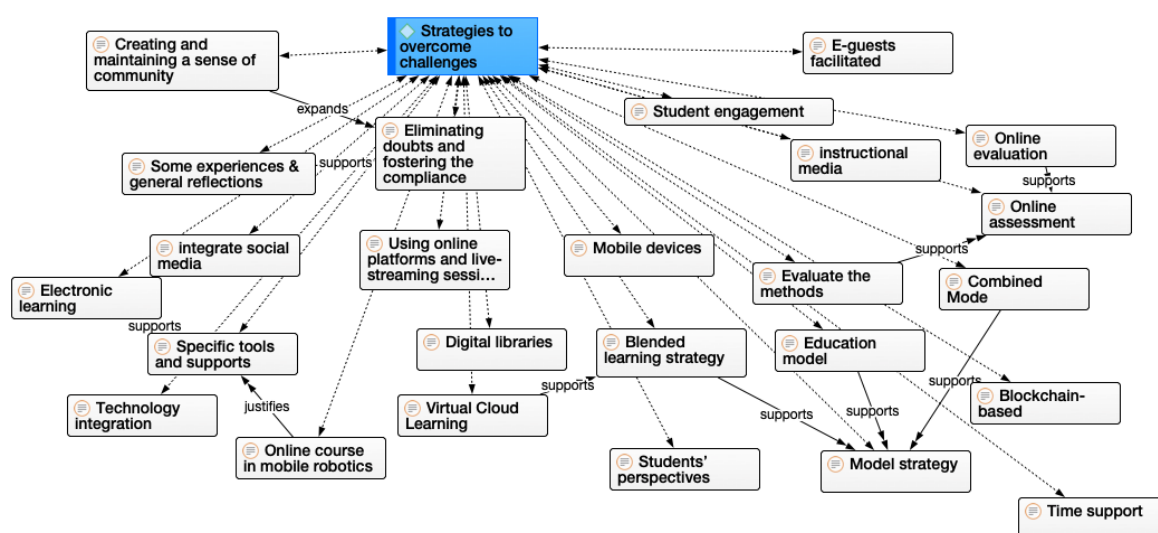 Strategies to
overcome
challenges
Creating and
maintaining a sense of
community
E-guests
facilitated
Student engagement
expands
Eliminating
doubts and
fostering the
compliance
Online
evaluation
instructional
media
Some experiences &
general reflections
supports
supports
Online
assessment
integrate social
media
Using online
platforms and live-
streaming sessi...
Mobile devices
supports
Evaluate the
methods
Combined
Mode
Electronic
learning
supports
Specific tools
and supports
Digital libraries
Blended
learning strategy
Education
model
supports
supports
Blockchain-
based
Technology
integration
justifies
Virtual Cloud
Learning
supports
supports
Online course
in mobile robotics
Students’
perspectives
Model strategy
Time support